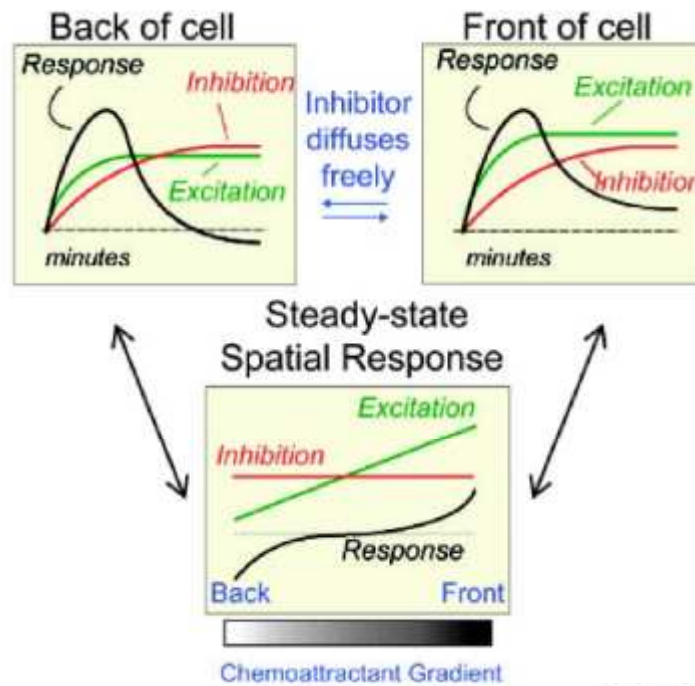 Back of cell
Response
Inhibition
Excitation
minutes
Inhibitor
diffuses
freely
Front of cell
Response
Excitation
Inhibition
minutes
Steady-state
Spatial Response
Excitation
Inhibition
Response
Back
Front
Chemoattractant Gradient